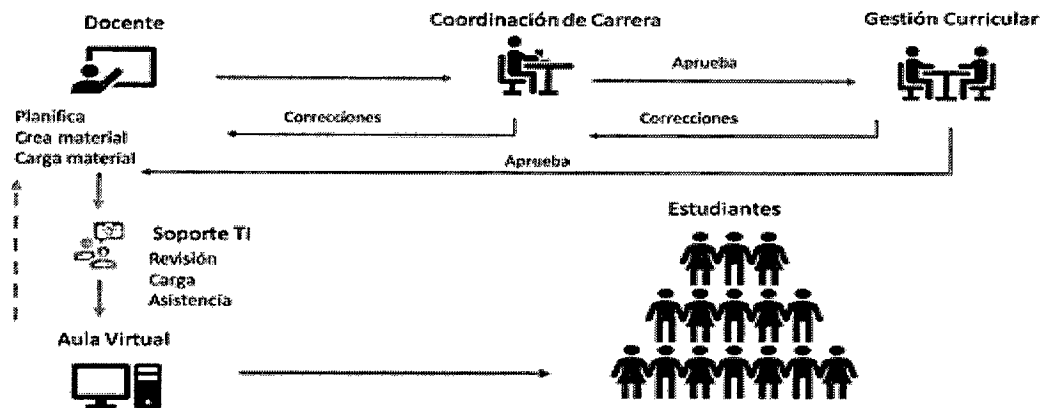 Docente
Coordinación de Carrera
Gestión Curricular
Aprueba
Planifica
Crea material
Carga material
Correcciones
Correcciones
Aprueba
Soporte TI
Revisión
Carga
Asistencia
Estudiantes
Aula Virtual